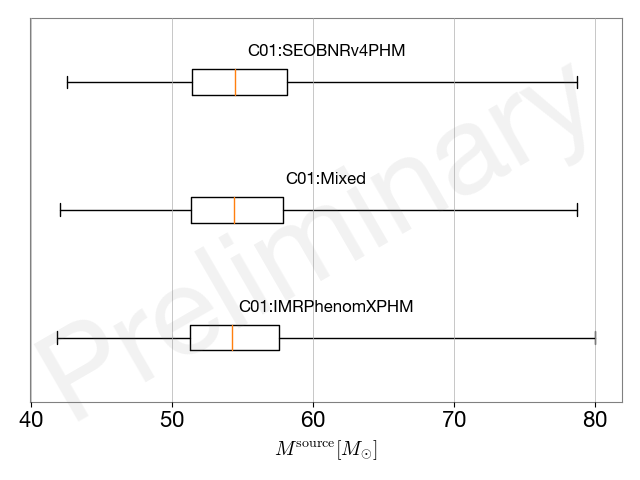 C01:SEOBNRv4PHM
C01:Mixed
C01:IMRPhenomXPHM
Preliminary
40 50 60 70 80
M^source [M_⊙]